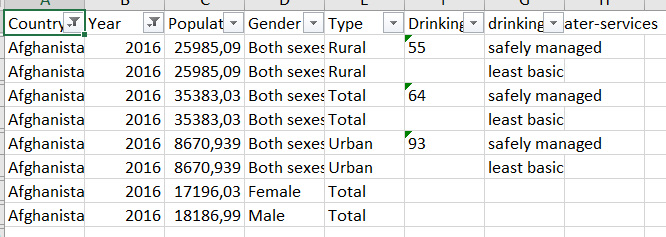 A B C D E F G H
Country Year Populat Gender Type Drinking drinking ater-services
Afghanista 2016 25985,09 Both sexes Rural 55 safely managed
Afghanista 2016 25985,09 Both sexes Rural least basic
Afghanista 2016 35383,03 Both sexes Total 64 safely managed
Afghanista 2016 35383,03 Both sexes Total least basic
Afghanista 2016 8670,939 Both sexes Urban 93 safely managed
Afghanista 2016 8670,939 Both sexes Urban least basic
Afghanista 2016 17196,03 Female Total
Afghanista 2016 18186,99 Male Total